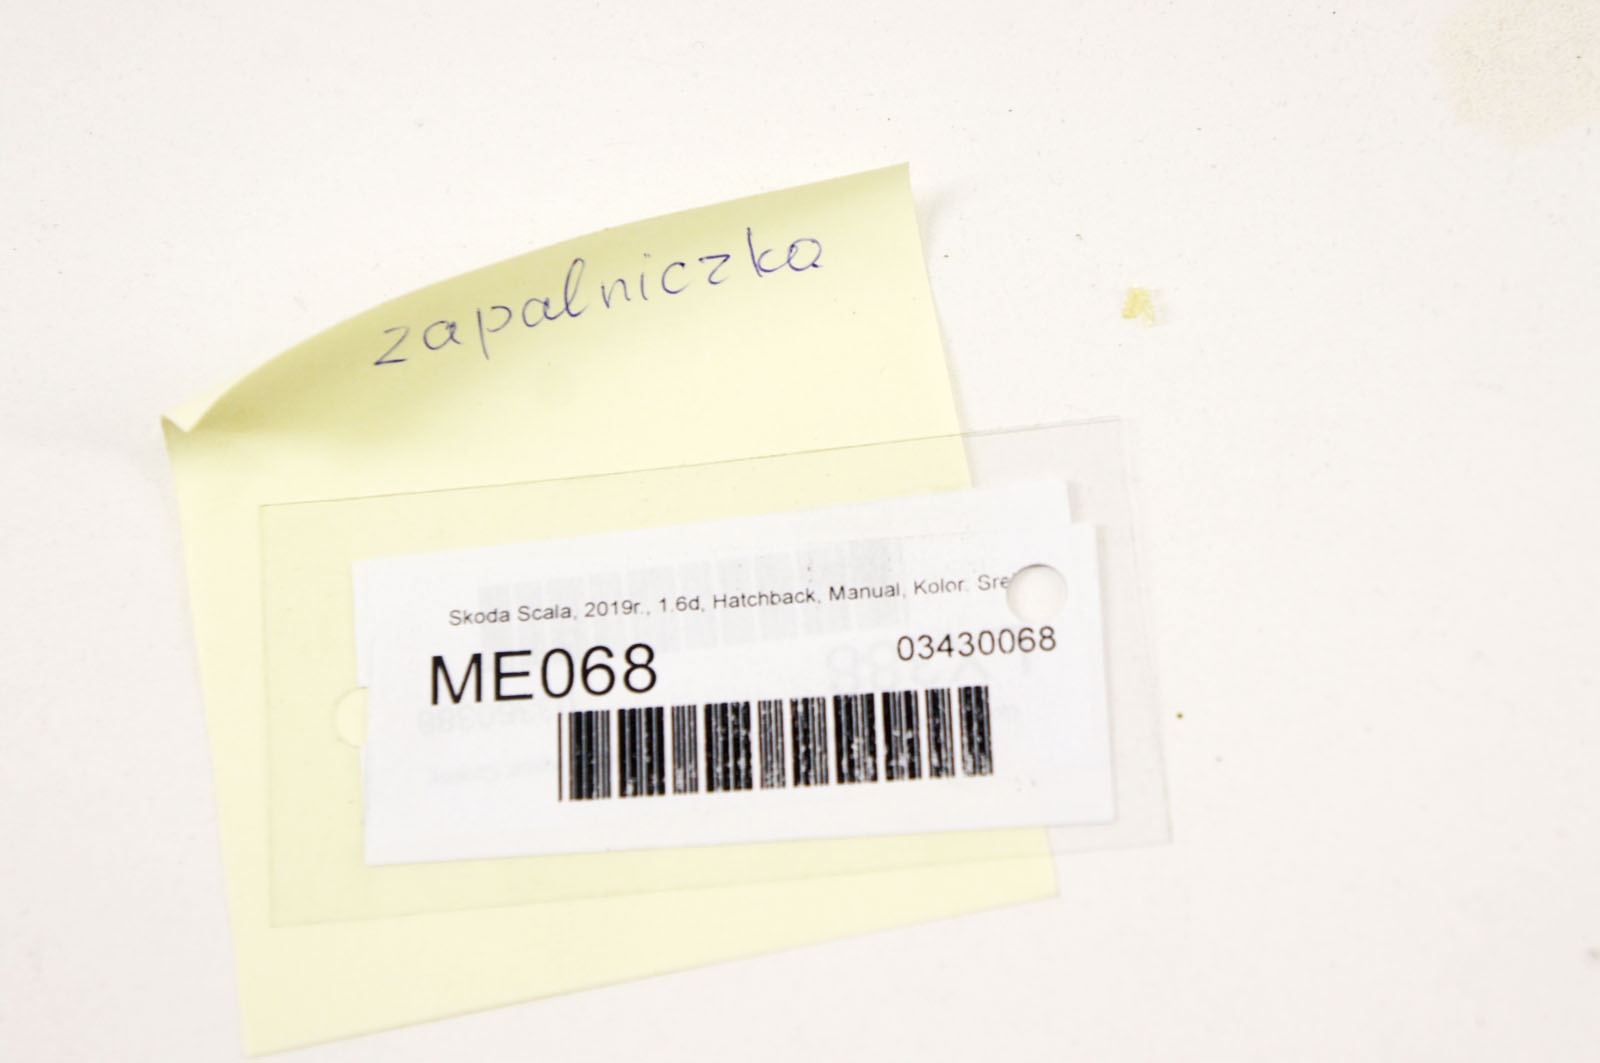 zapalniczka
Skoda Scala, 2019r., 1.6d, Hatchback, Manual, Kolor:
ME068
03430068